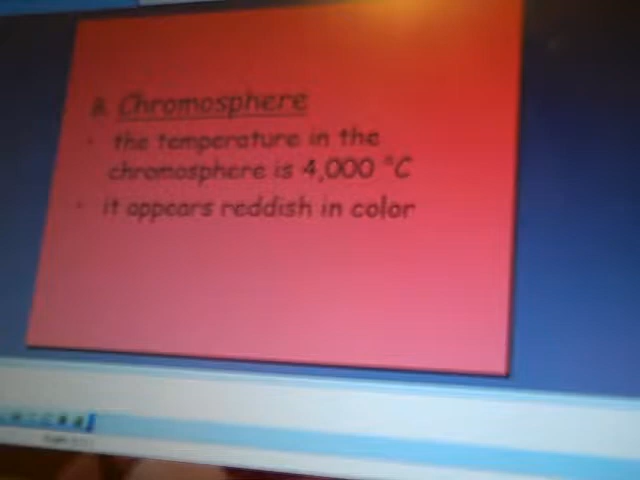 B. Chromosphere
• the temperature in the
chromosphere is 4,000 °C
• it appears reddish in color